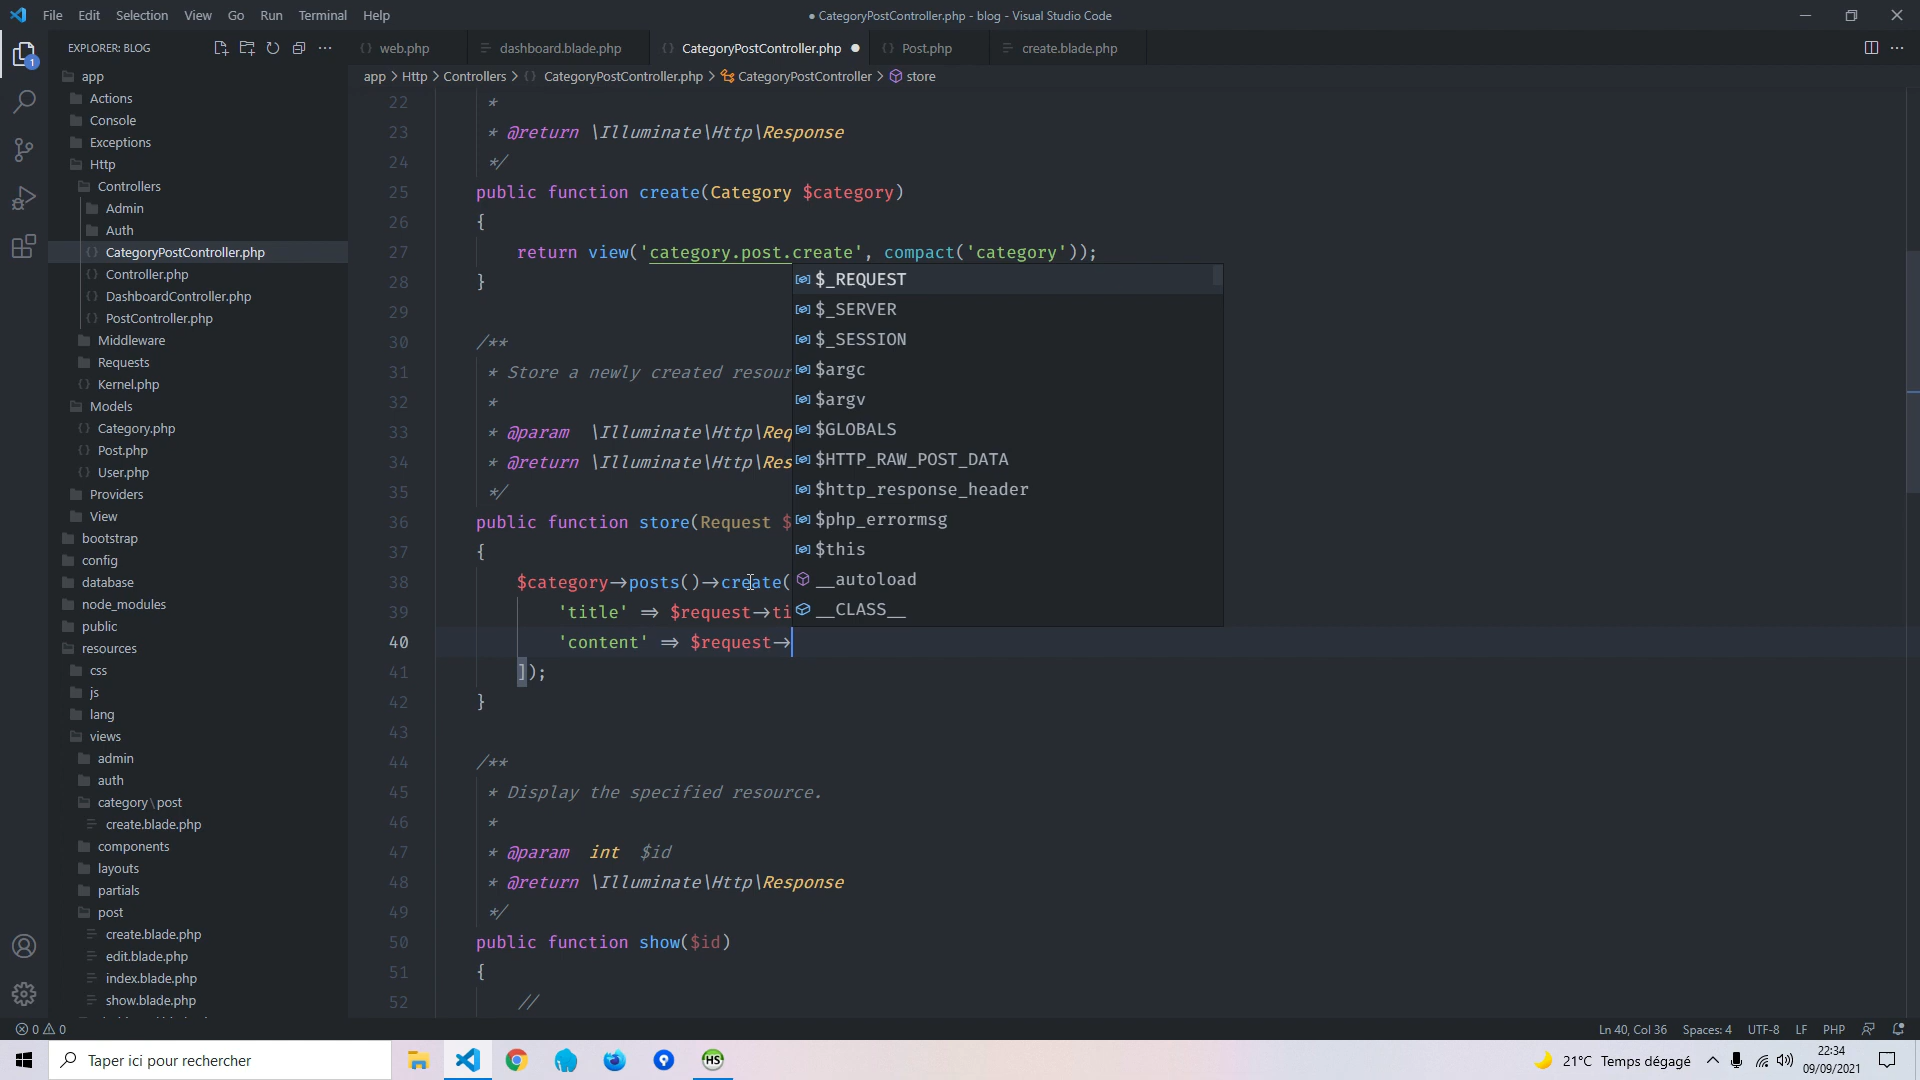 File Edit Selection View Go Run Terminal Help
● CategoryPostController.php - blog - Visual Studio Code
EXPLORER: BLOG
web.php
dashboard.blade.php
CategoryPostController.php ●
Post.php
create.blade.php
app > Http > Controllers > CategoryPostController.php > CategoryPostController > store
1
app
Actions
Console
Exceptions
Http
Controllers
Admin
Auth
CategoryPostController.php
Controller.php
DashboardController.php
PostController.php
Middleware
Requests
Kernel.php
Models
Category.php
Post.php
User.php
Providers
View
bootstrap
config
database
node_modules
public
resources
css
js
lang
views
admin
auth
category\post
create.blade.php
components
layouts
partials
post
create.blade.php
edit.blade.php
index.blade.php
show.blade.php
22 *
23 * @return \Illuminate\Http\Response
24 */
25 public function create(Category $category)
26 {
27 return view('category.post.create', compact('category'));
28 }
29
30 /**
31 * Store a newly created resour
32 *
33 * @param \Illuminate\Http\Req
34 * @return \Illuminate\Http\Res
35 */
36 public function store(Request $
37 {
38 $category->posts()->create(
39 'title' => $request->ti
40 'content' => $request->
41 ]);
42 }
43
44 /**
45 * Display the specified resource.
46 *
47 * @param int $id
48 * @return \Illuminate\Http\Response
49 */
50 public function show($id)
51 {
52 //
$_REQUEST
$_SERVER
$_SESSION
$argc
$argv
$GLOBALS
$HTTP_RAW_POST_DATA
$http_response_header
$php_errormsg
$this
__autoload
__CLASS__
0 0
Ln 40, Col 36 Spaces: 4 UTF-8 LF PHP
Taper ici pour rechercher
HS
21°C Temps dégagé
22:34
09/09/2021